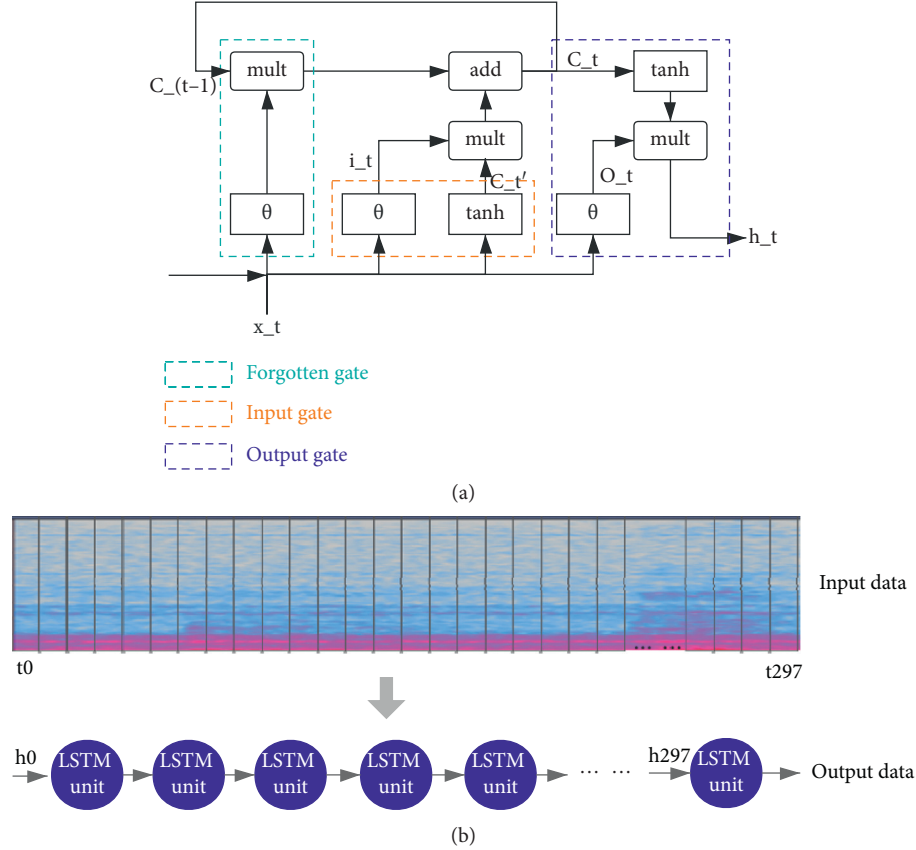 mult
add
C_t
tanh
C_(t–1)
mult
mult
i_t
C_t′
O_t
θ
θ
tanh
θ
h_t
x_t
Forgotten gate
Input gate
Output gate
(a)
Input data
... ...
t0
t297
h0
LSTM unit
LSTM unit
LSTM unit
LSTM unit
LSTM unit
... ...
h297
LSTM unit
Output data
(b)